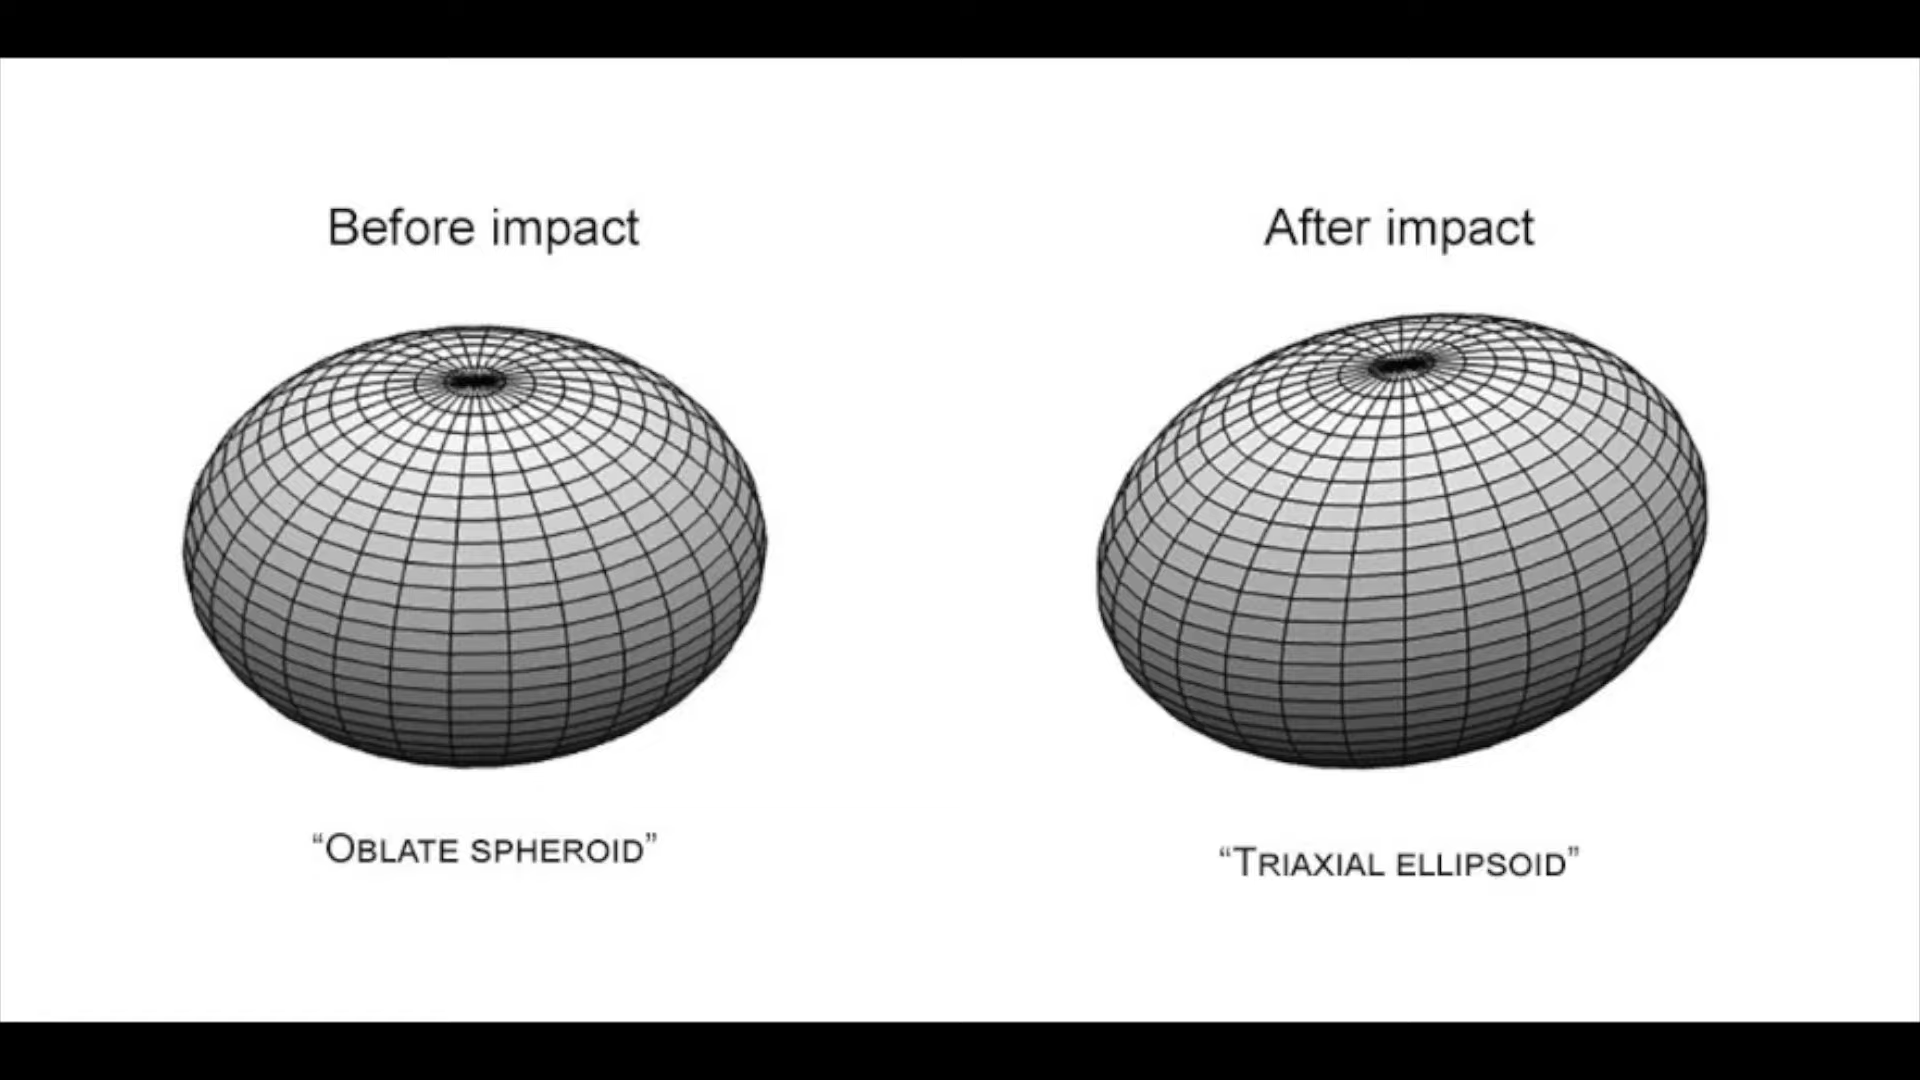 Before impact
After impact
“OBLATE SPHEROID”
“TRIAXIAL ELLIPSOID”